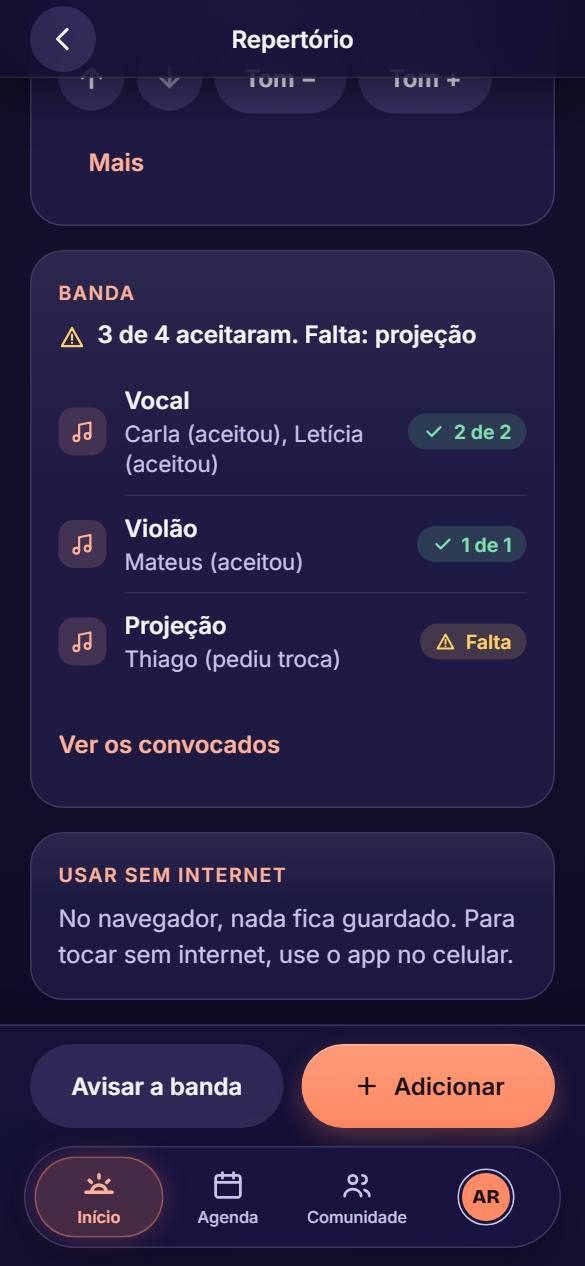 Repertório
Tom − Tom +
Mais
BANDA
3 de 4 aceitaram. Falta: projeção
Vocal
Carla (aceitou), Letícia
(aceitou)
2 de 2
Violão
Mateus (aceitou)
1 de 1
Projeção
Thiago (pediu troca)
Falta
Ver os convocados
USAR SEM INTERNET
No navegador, nada fica guardado. Para
tocar sem internet, use o app no celular.
Avisar a banda
+ Adicionar
Início
Agenda
Comunidade
AR